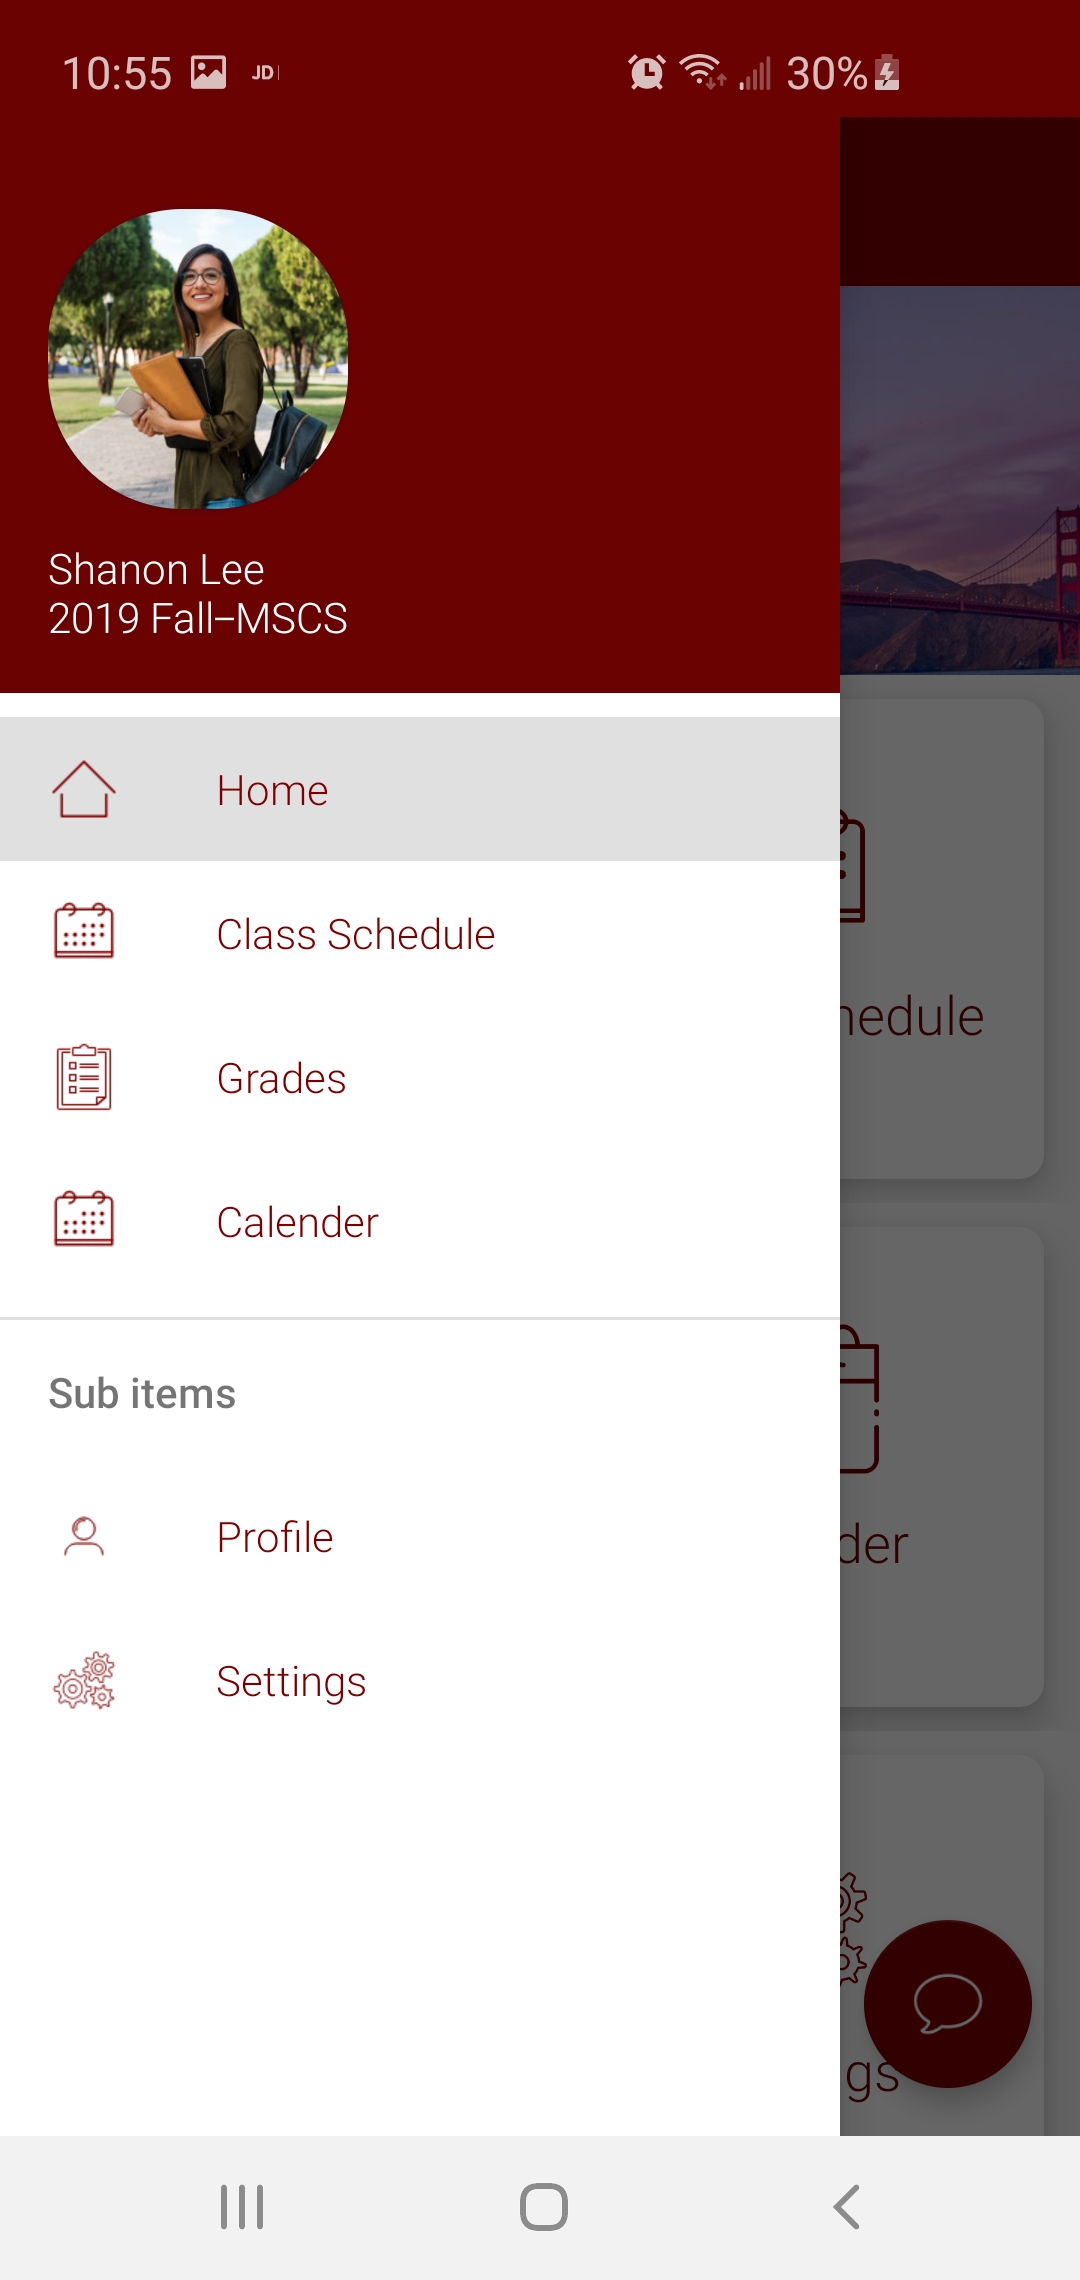 10:55 JD 30%
Shanon Lee
2019 Fall–MSCS
Home
Class Schedule
hedule
Grades
Calender
Sub items
der
Profile
Settings
gs